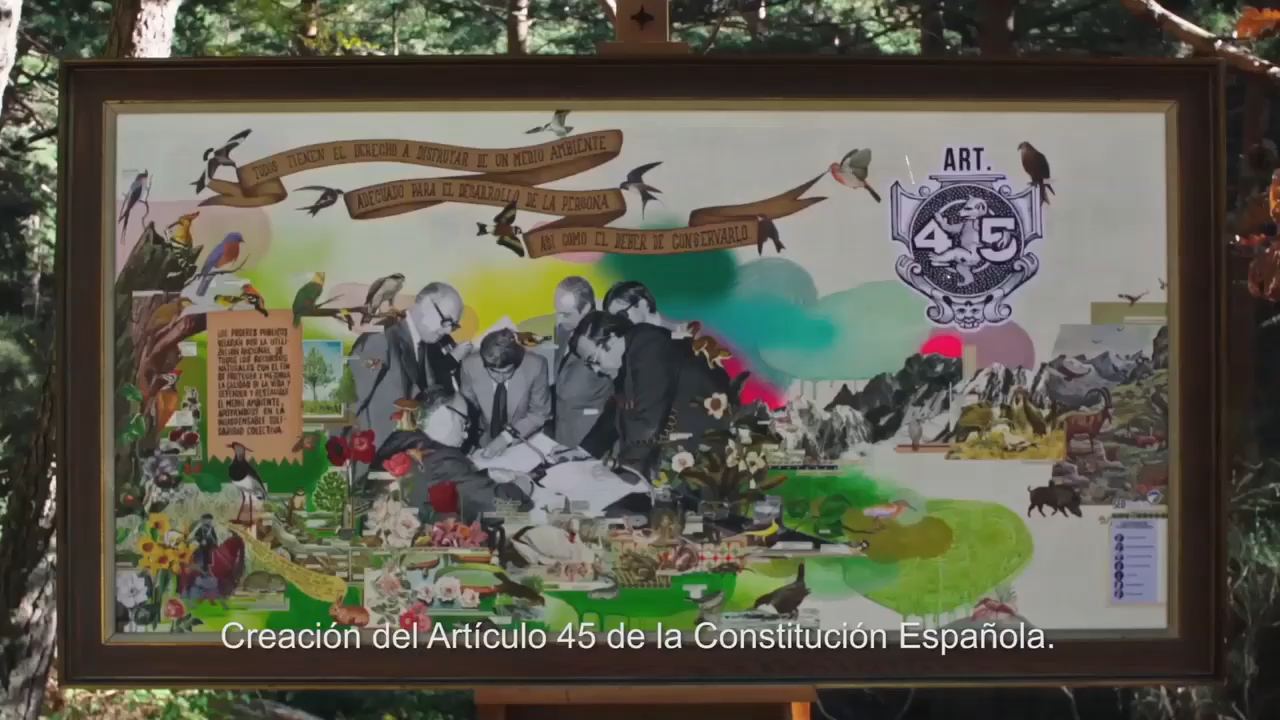 TODOS TIENEN EL DERECHO A DISFRUTAR DE UN MEDIO AMBIENTE
ADECUADO PARA EL DESARROLLO DE LA PERSONA
ASÍ COMO EL DEBER DE CONSERVARLO
ART.
45
LOS PODERES PÚBLICOS
VELARÁN POR LA UTILI-
ZACIÓN RACIONAL DE
TODOS LOS RECURSOS
NATURALES CON EL FIN
DE PROTEGER Y MEJORAR
LA CALIDAD DE LA VIDA Y
DEFENDER Y RESTAURAR
EL MEDIO AMBIENTE,
APOYÁNDOSE EN LA
INDISPENSABLE SOLI-
DARIDAD COLECTIVA.
Creación del Artículo 45 de la Constitución Española.